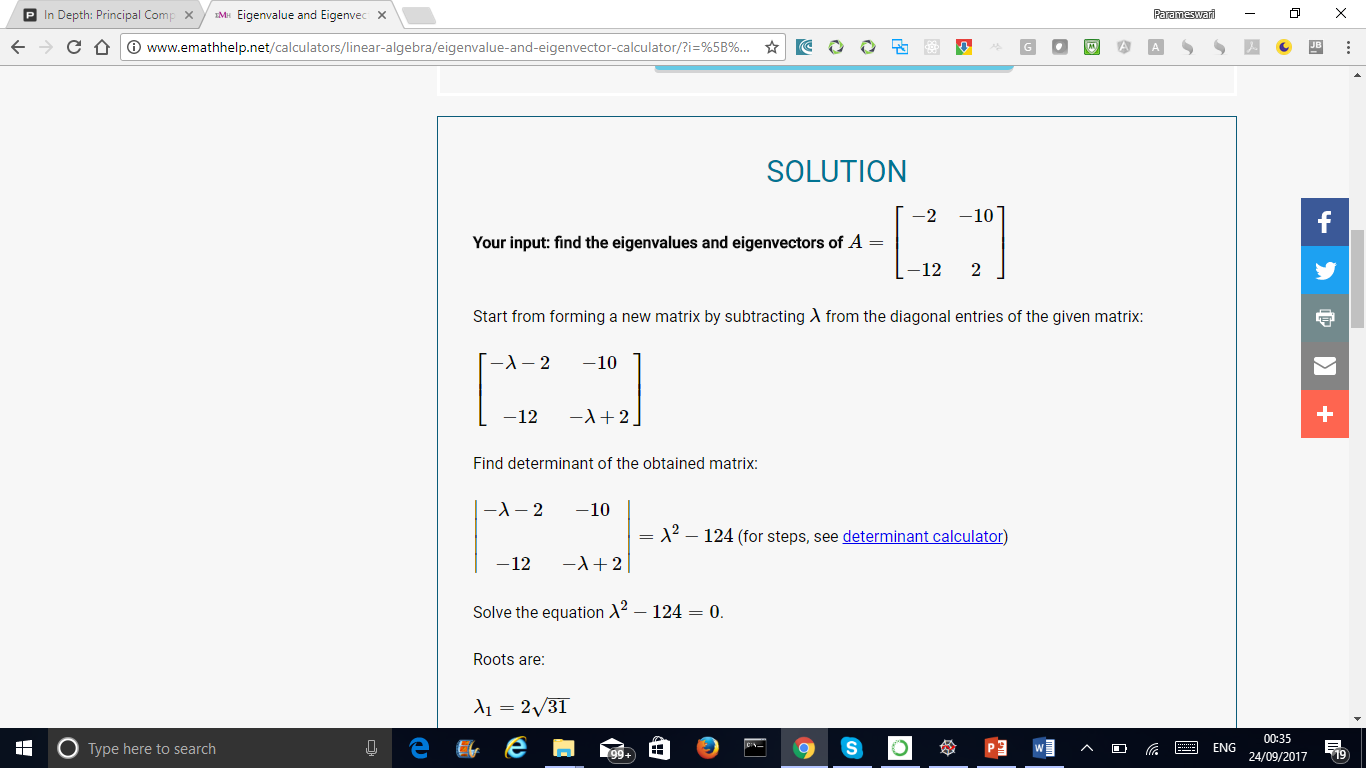 In Depth: Principal Comp
Eigenvalue and Eigenvec
Parameswari
www.emathhelp.net/calculators/linear-algebra/eigenvalue-and-eigenvector-calculator/?i=%5B%...
SOLUTION
Your input: find the eigenvalues and eigenvectors of A = [−2 −10
−12 2]
Start from forming a new matrix by subtracting λ from the diagonal entries of the given matrix:
[−λ − 2 −10
−12 −λ + 2]
Find determinant of the obtained matrix:
|−λ − 2 −10
−12 −λ + 2| = λ² − 124 (for steps, see determinant calculator)
Solve the equation λ² − 124 = 0.
Roots are:
λ₁ = 2√31
Type here to search
99+
ENG
00:35
24/09/2017
19